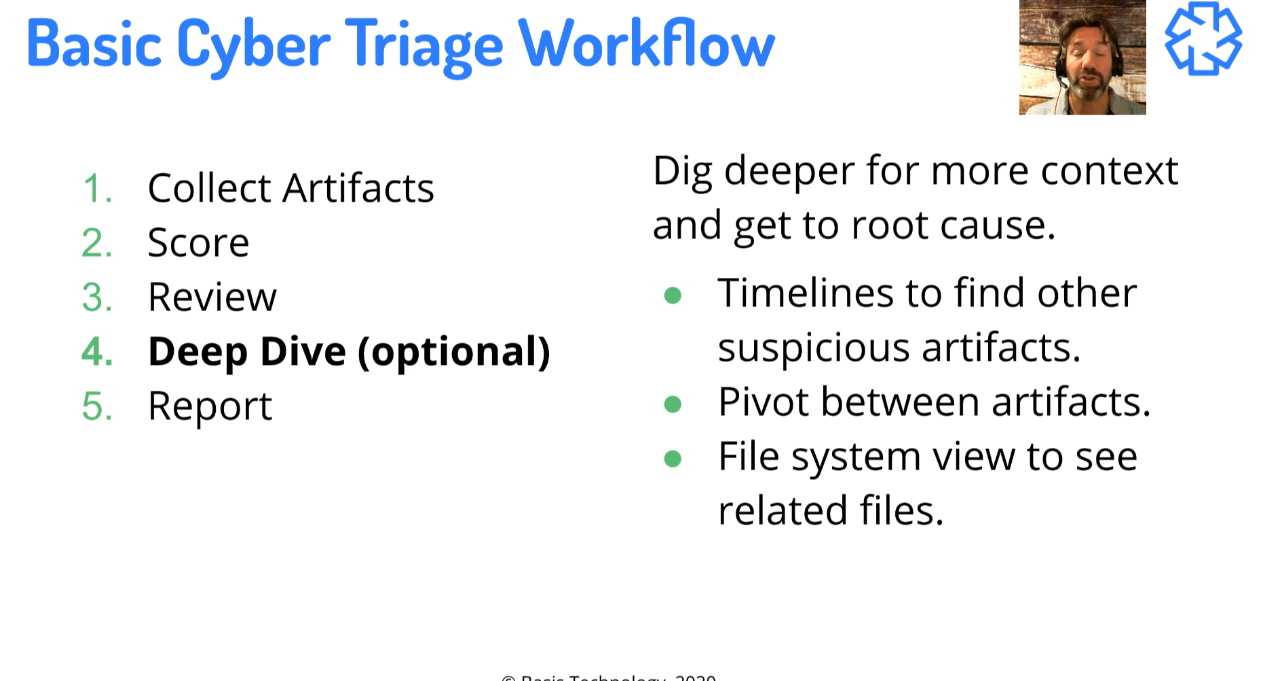 Basic Cyber Triage Workflow
1. Collect Artifacts
2. Score
3. Review
4. Deep Dive (optional)
5. Report
Dig deeper for more context
and get to root cause.
● Timelines to find other
suspicious artifacts.
● Pivot between artifacts.
● File system view to see
related files.
© Basis Technology, 2020